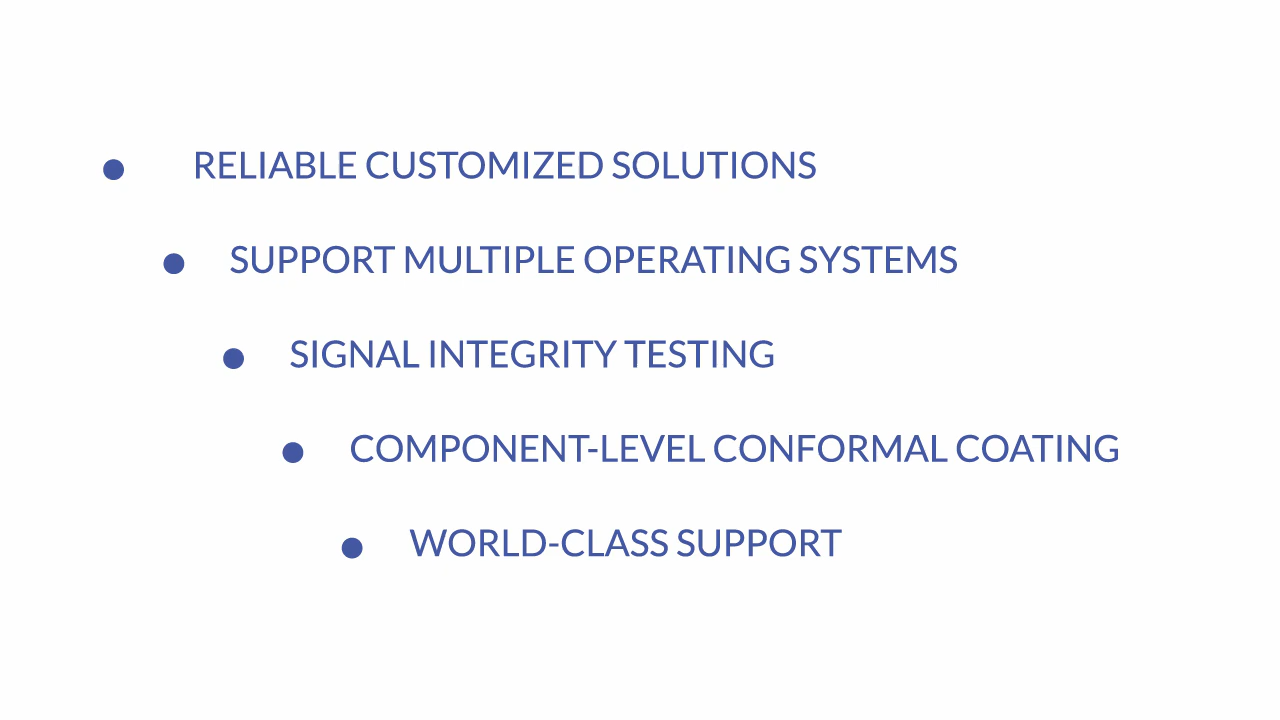 RELIABLE CUSTOMIZED SOLUTIONS
SUPPORT MULTIPLE OPERATING SYSTEMS
SIGNAL INTEGRITY TESTING
COMPONENT-LEVEL CONFORMAL COATING
WORLD-CLASS SUPPORT